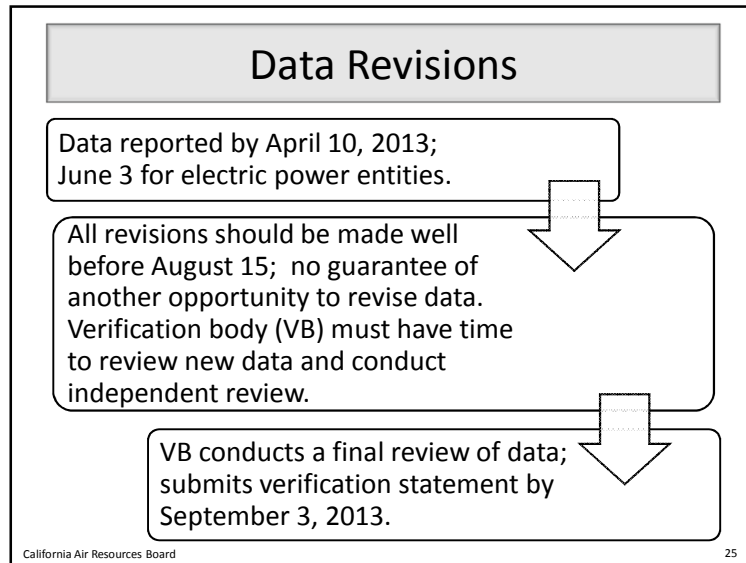 Data Revisions
Data reported by April 10, 2013;
June 3 for electric power entities.
All revisions should be made well
before August 15;  no guarantee of
another opportunity to revise data.
Verification body (VB) must have time
to review new data and conduct
independent review.
VB conducts a final review of data;
submits verification statement by
September 3, 2013.
California Air Resources Board
25